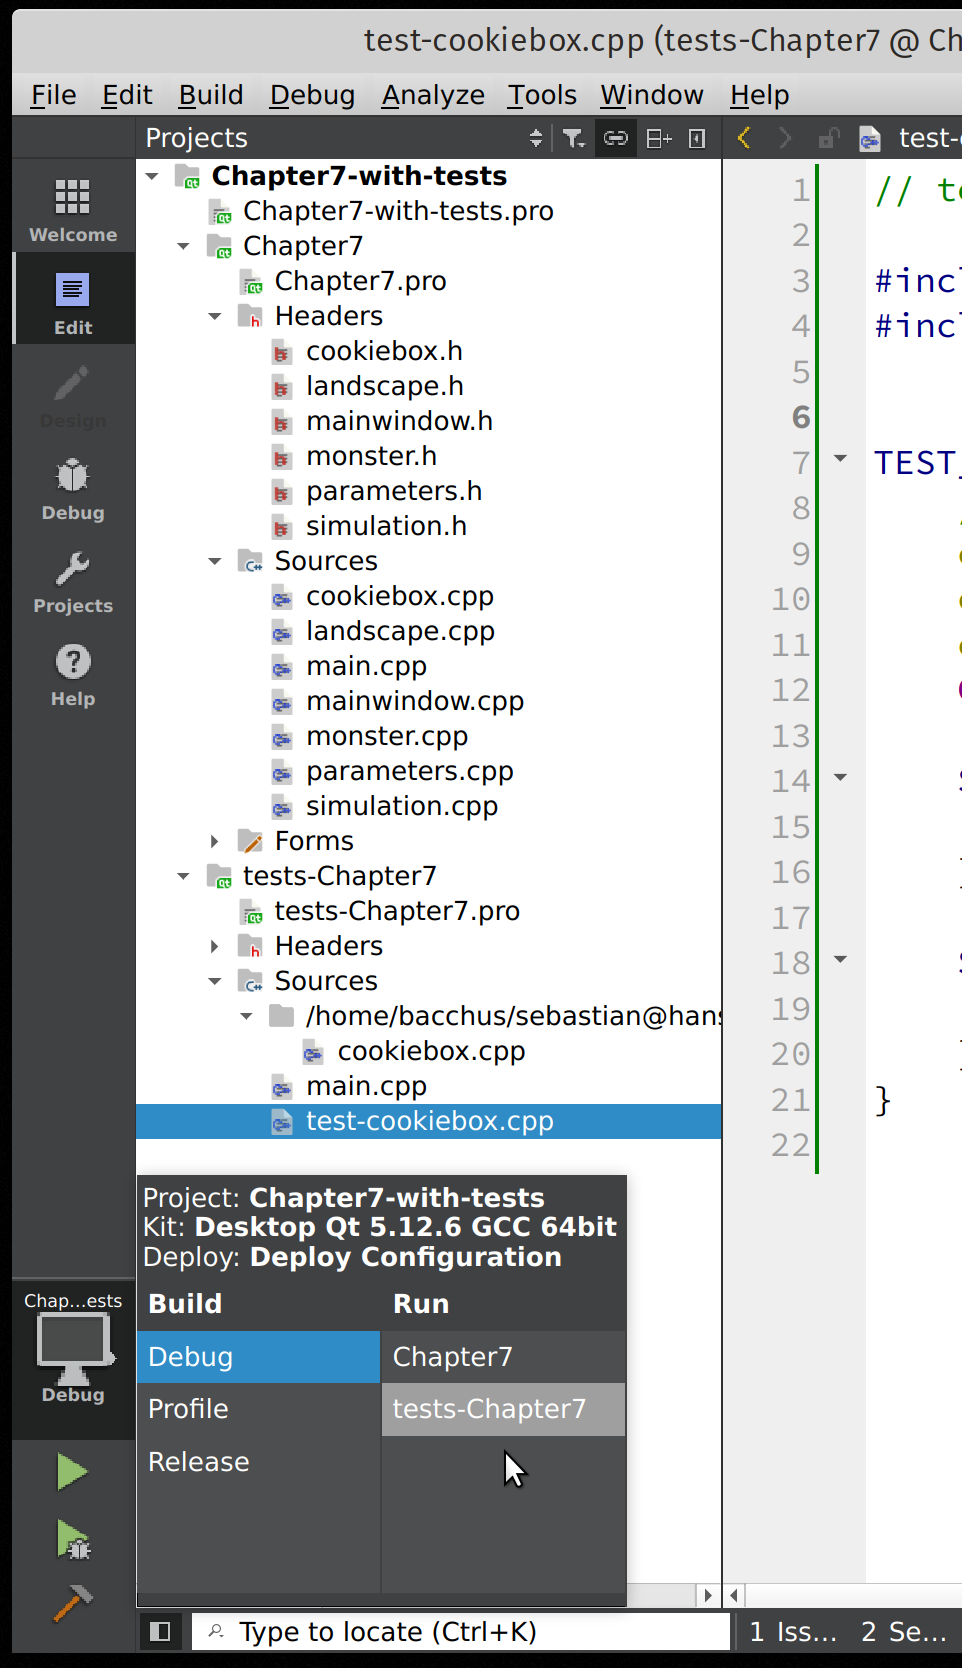 test-cookiebox.cpp (tests-Chapter7 @ Ch
File Edit Build Debug Analyze Tools Window Help
Projects
test-
Welcome
Edit
Design
Debug
Projects
Help
Chapter7-with-tests
Chapter7-with-tests.pro
Chapter7
Chapter7.pro
Headers
cookiebox.h
landscape.h
mainwindow.h
monster.h
parameters.h
simulation.h
Sources
cookiebox.cpp
landscape.cpp
main.cpp
mainwindow.cpp
monster.cpp
parameters.cpp
simulation.cpp
Forms
tests-Chapter7
tests-Chapter7.pro
Headers
Sources
/home/bacchus/sebastian@hans
cookiebox.cpp
main.cpp
test-cookiebox.cpp
1 // te
2
3 #incl
4 #incl
5
6
7 TEST_
8
9
10
11
12
13
14
15
16
17
18
19
20
21 }
22
Project: Chapter7-with-tests
Kit: Desktop Qt 5.12.6 GCC 64bit
Deploy: Deploy Configuration
Build Run
Debug Chapter7
Profile tests-Chapter7
Release
Chap...ests
Debug
Type to locate (Ctrl+K)
1 Iss... 2 Se...